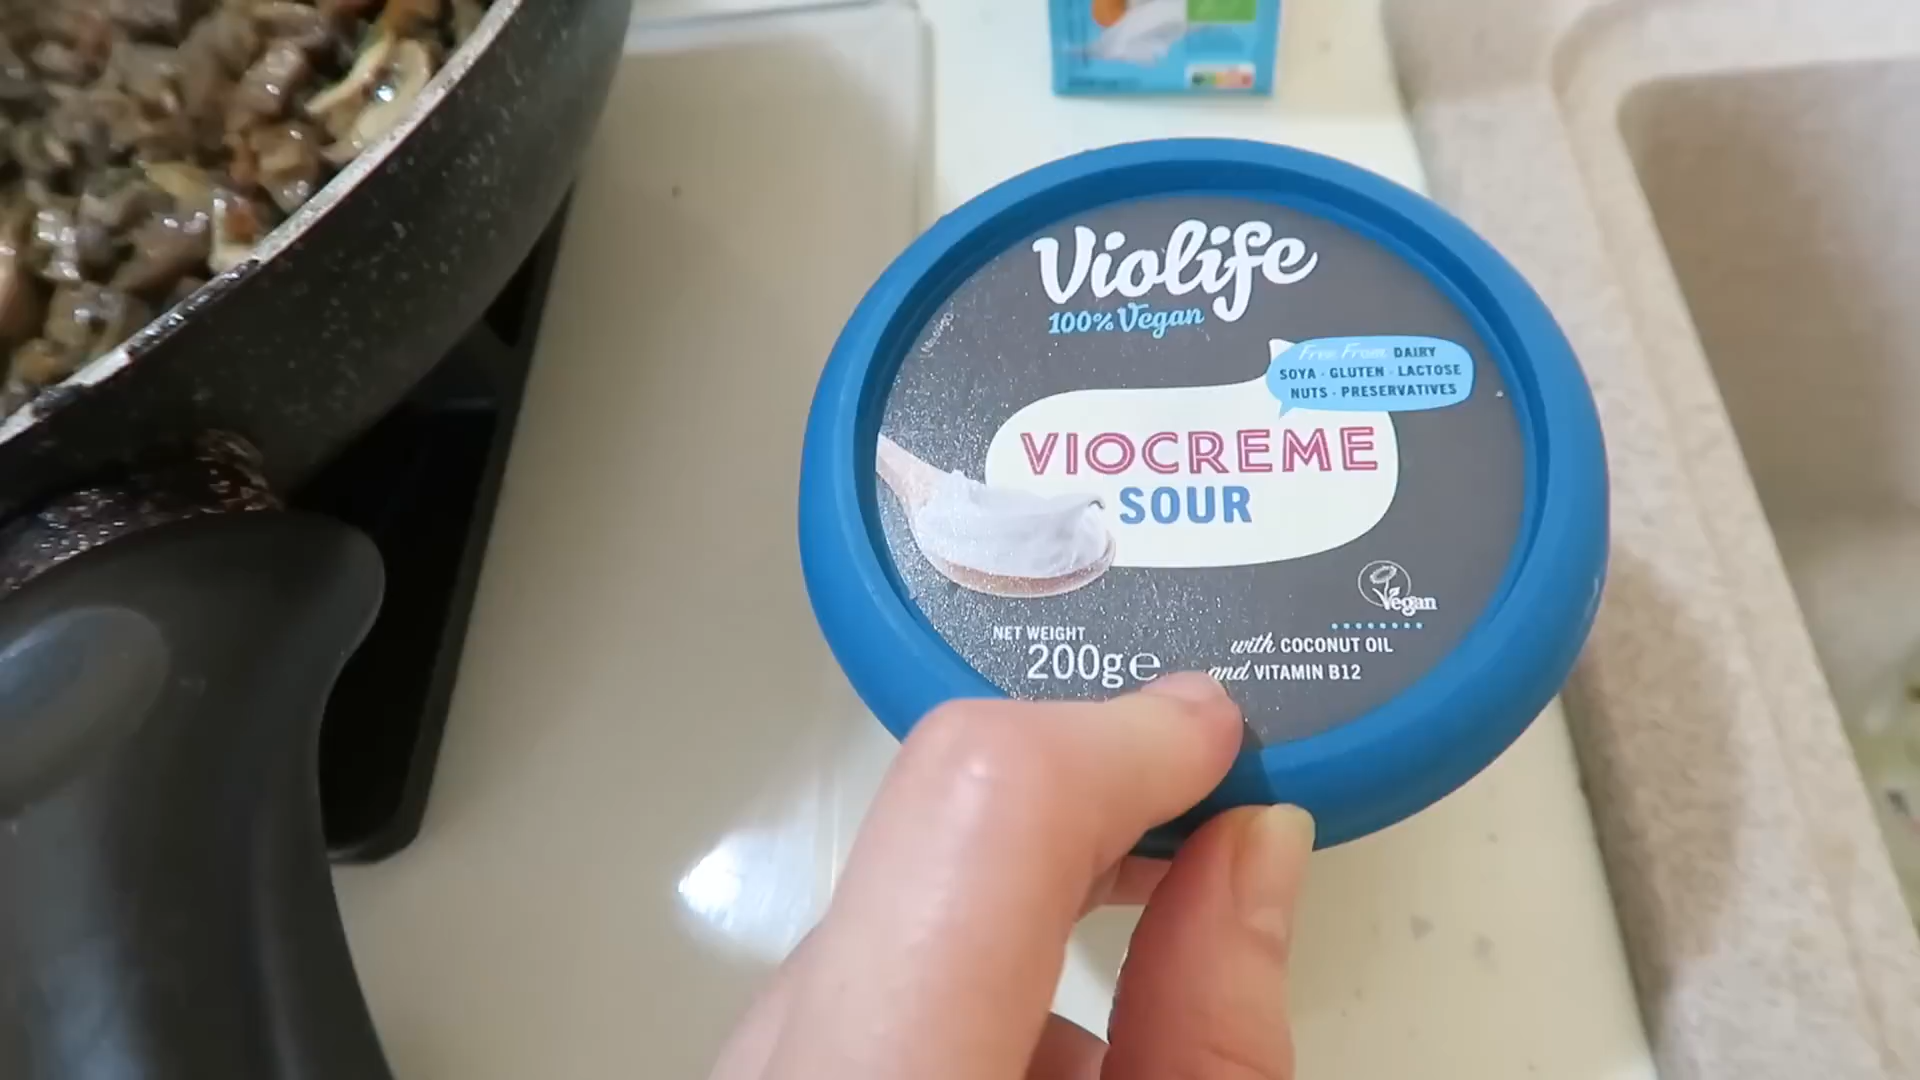 Violife
100% Vegan
Free From DAIRY
SOYA · GLUTEN · LACTOSE
NUTS · PRESERVATIVES
VIOCREME
SOUR
Vegan
NET WEIGHT
200g℮
with COCONUT OIL
and VITAMIN B12